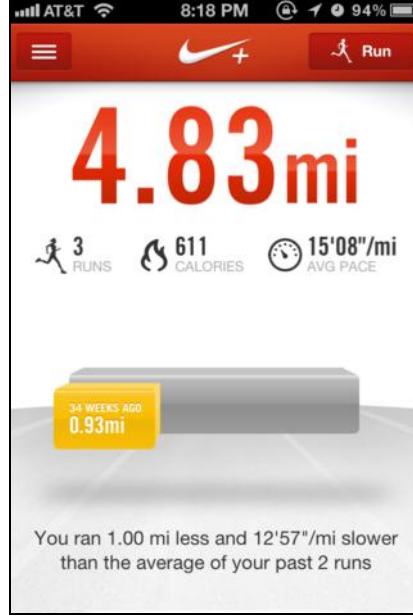 AT&T 8:18 PM 94%
+ Run
4.83mi
3 611 15'08"/mi
RUNS CALORIES AVG PACE
34 WEEKS AGO
0.93mi
You ran 1.00 mi less and 12'57"/mi slower
than the average of your past 2 runs